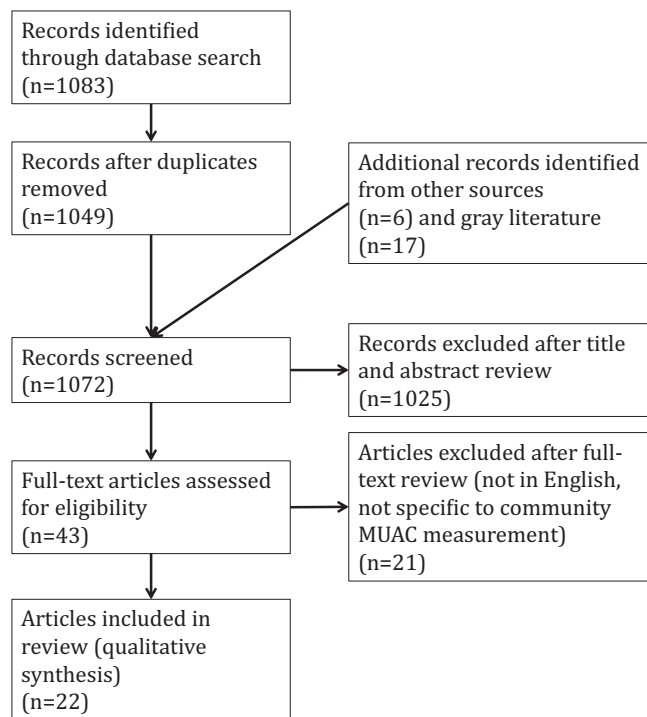 Records identified
through database search
(n=1083)
Records after duplicates
removed
(n=1049)
Additional records identified
from other sources
(n=6) and gray literature
(n=17)
Records screened
(n=1072)
Records excluded after title
and abstract review
(n=1025)
Full-text articles assessed
for eligibility
(n=43)
Articles excluded after full-
text review (not in English,
not specific to community
MUAC measurement)
(n=21)
Articles included in
review (qualitative
synthesis)
(n=22)